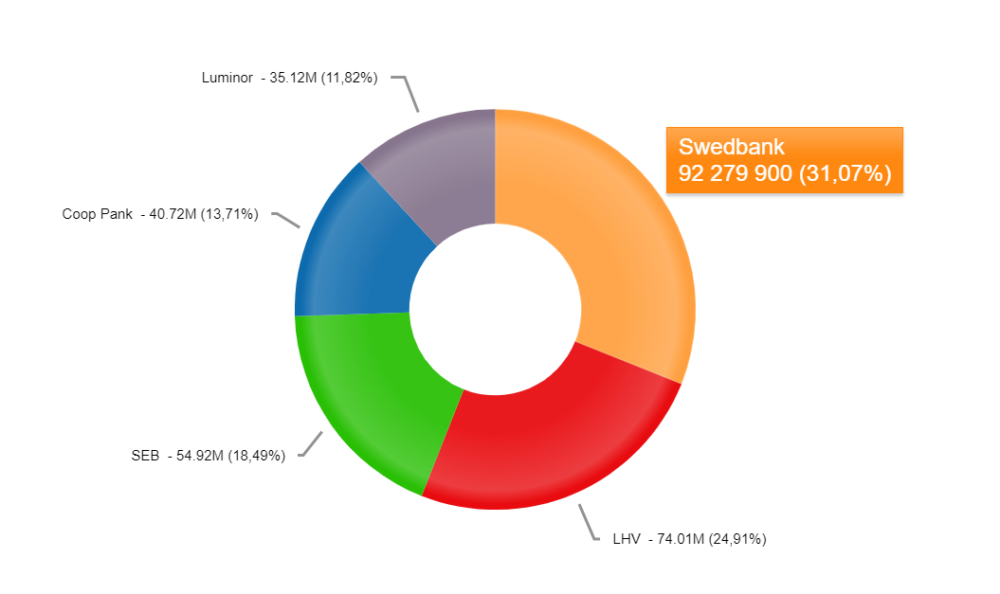 Luminor - 35.12M (11,82%)
Swedbank
92 279 900 (31,07%)
Coop Pank - 40.72M (13,71%)
SEB - 54.92M (18,49%)
LHV - 74.01M (24,91%)